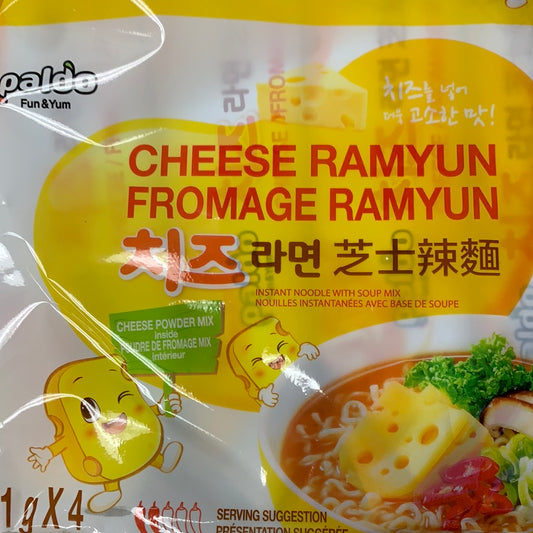 paldo
Fun & Yum
치즈를 넣어
더욱 고소한 맛!
CHEESE RAMYUN
FROMAGE RAMYUN
치즈 라면 芝士辣麵
INSTANT NOODLE WITH SOUP MIX
NOUILLES INSTANTANÉES AVEC BASE DE SOUPE
CHEESE POWDER MIX
inside
POUDRE DE FROMAGE MIX
intérieur
1g X 4
SERVING SUGGESTION
PRÉSENTATION SUGGÉRÉE